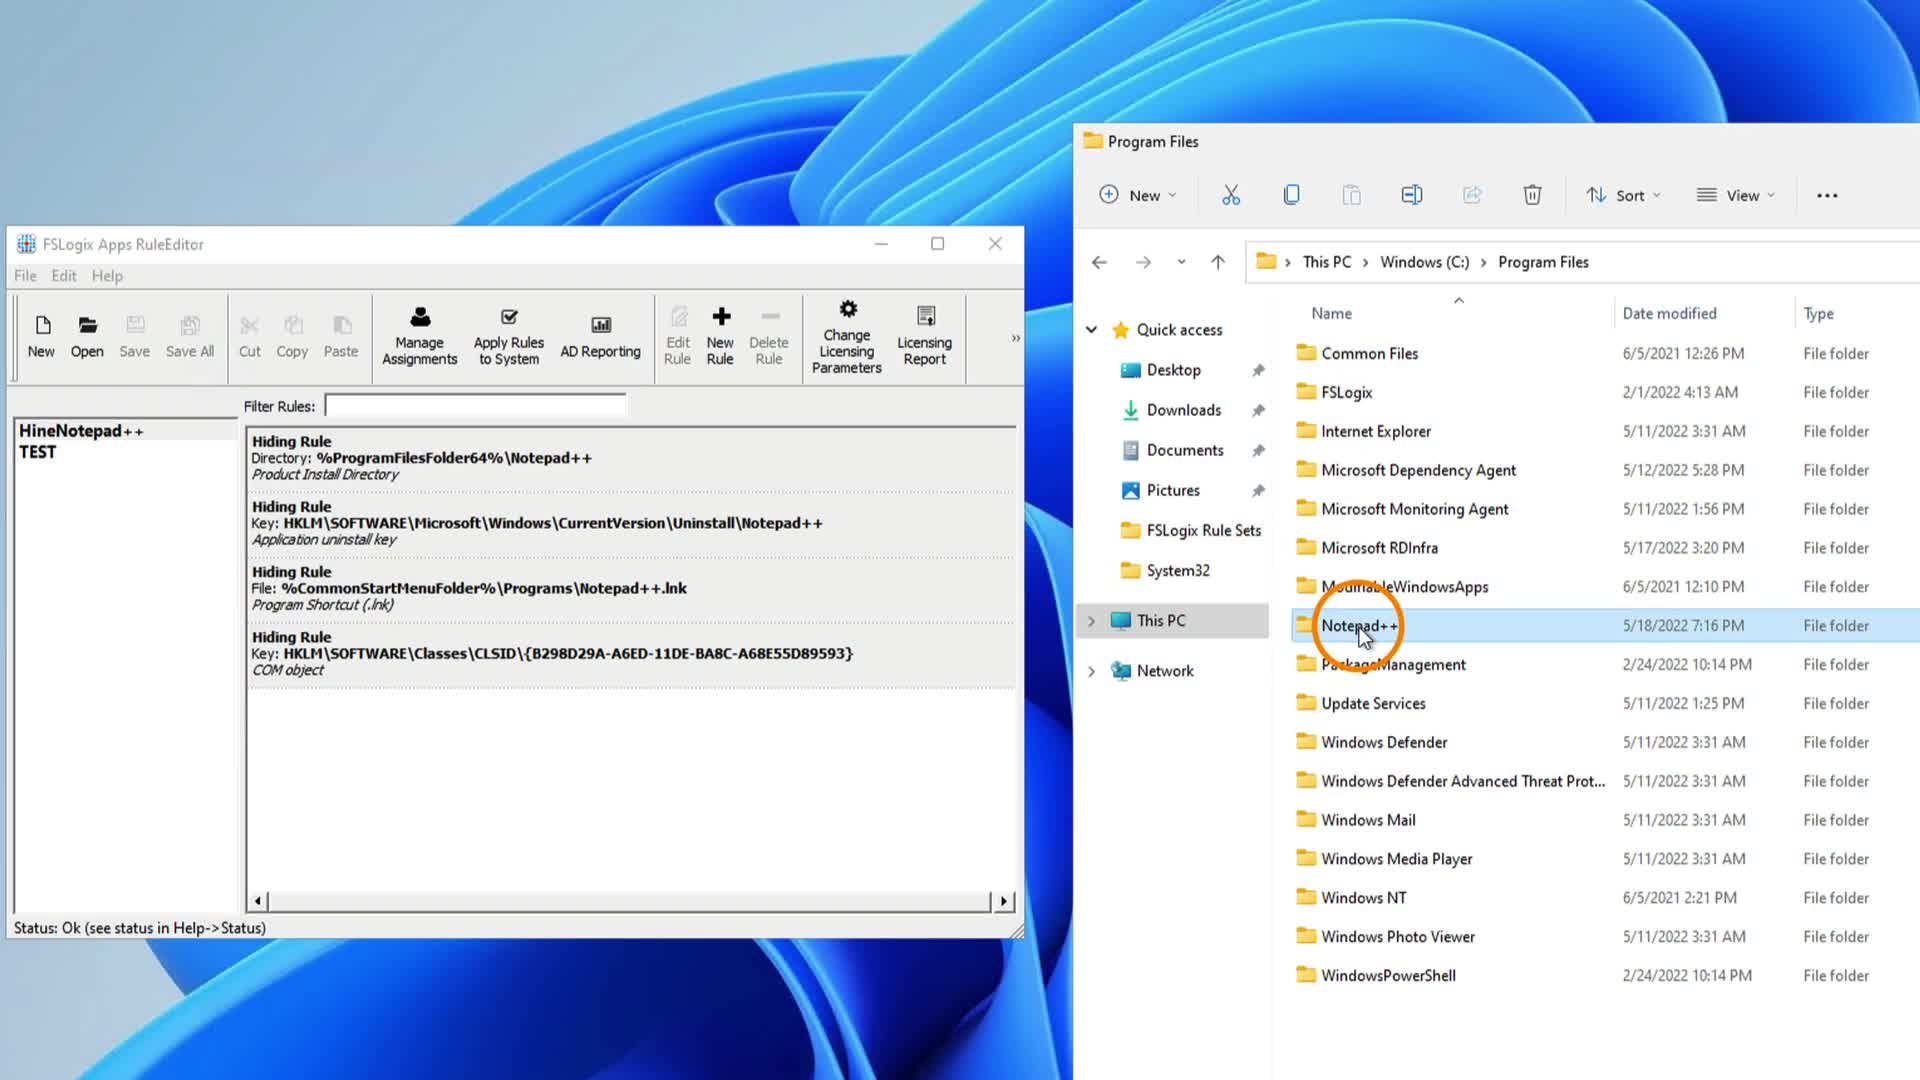 FSLogix Apps RuleEditor
File Edit Help
New Open Save Save All Cut Copy Paste Manage Assignments Apply Rules to System AD Reporting Edit Rule New Rule Delete Rule Change Licensing Parameters Licensing Report »
Filter Rules:
HineNotepad++
TEST
Hiding Rule
Directory: %ProgramFilesFolder64%\Notepad++
Product Install Directory
Hiding Rule
Key: HKLM\SOFTWARE\Microsoft\Windows\CurrentVersion\Uninstall\Notepad++
Application uninstall key
Hiding Rule
File: %CommonStartMenuFolder%\Programs\Notepad++.lnk
Program Shortcut (.lnk)
Hiding Rule
Key: HKLM\SOFTWARE\Classes\CLSID\{B298D29A-A6ED-11DE-BA8C-A68E55D89593}
COM object
Status: Ok (see status in Help->Status)
Program Files
New Sort View
This PC > Windows (C:) > Program Files
Quick access
Desktop
Downloads
Documents
Pictures
FSLogix Rule Sets
System32
This PC
Network
Name Date modified Type
Common Files 6/5/2021 12:26 PM File folder
FSLogix 2/1/2022 4:13 AM File folder
Internet Explorer 5/11/2022 3:31 AM File folder
Microsoft Dependency Agent 5/12/2022 5:28 PM File folder
Microsoft Monitoring Agent 5/11/2022 1:56 PM File folder
Microsoft RDInfra 5/17/2022 3:20 PM File folder
ModifiableWindowsApps 6/5/2021 12:10 PM File folder
Notepad++ 5/18/2022 7:16 PM File folder
PackageManagement 2/24/2022 10:14 PM File folder
Update Services 5/11/2022 1:25 PM File folder
Windows Defender 5/11/2022 3:31 AM File folder
Windows Defender Advanced Threat Prot... 5/11/2022 3:31 AM File folder
Windows Mail 5/11/2022 3:31 AM File folder
Windows Media Player 5/11/2022 3:31 AM File folder
Windows NT 6/5/2021 2:21 PM File folder
Windows Photo Viewer 5/11/2022 3:31 AM File folder
WindowsPowerShell 2/24/2022 10:14 PM File folder